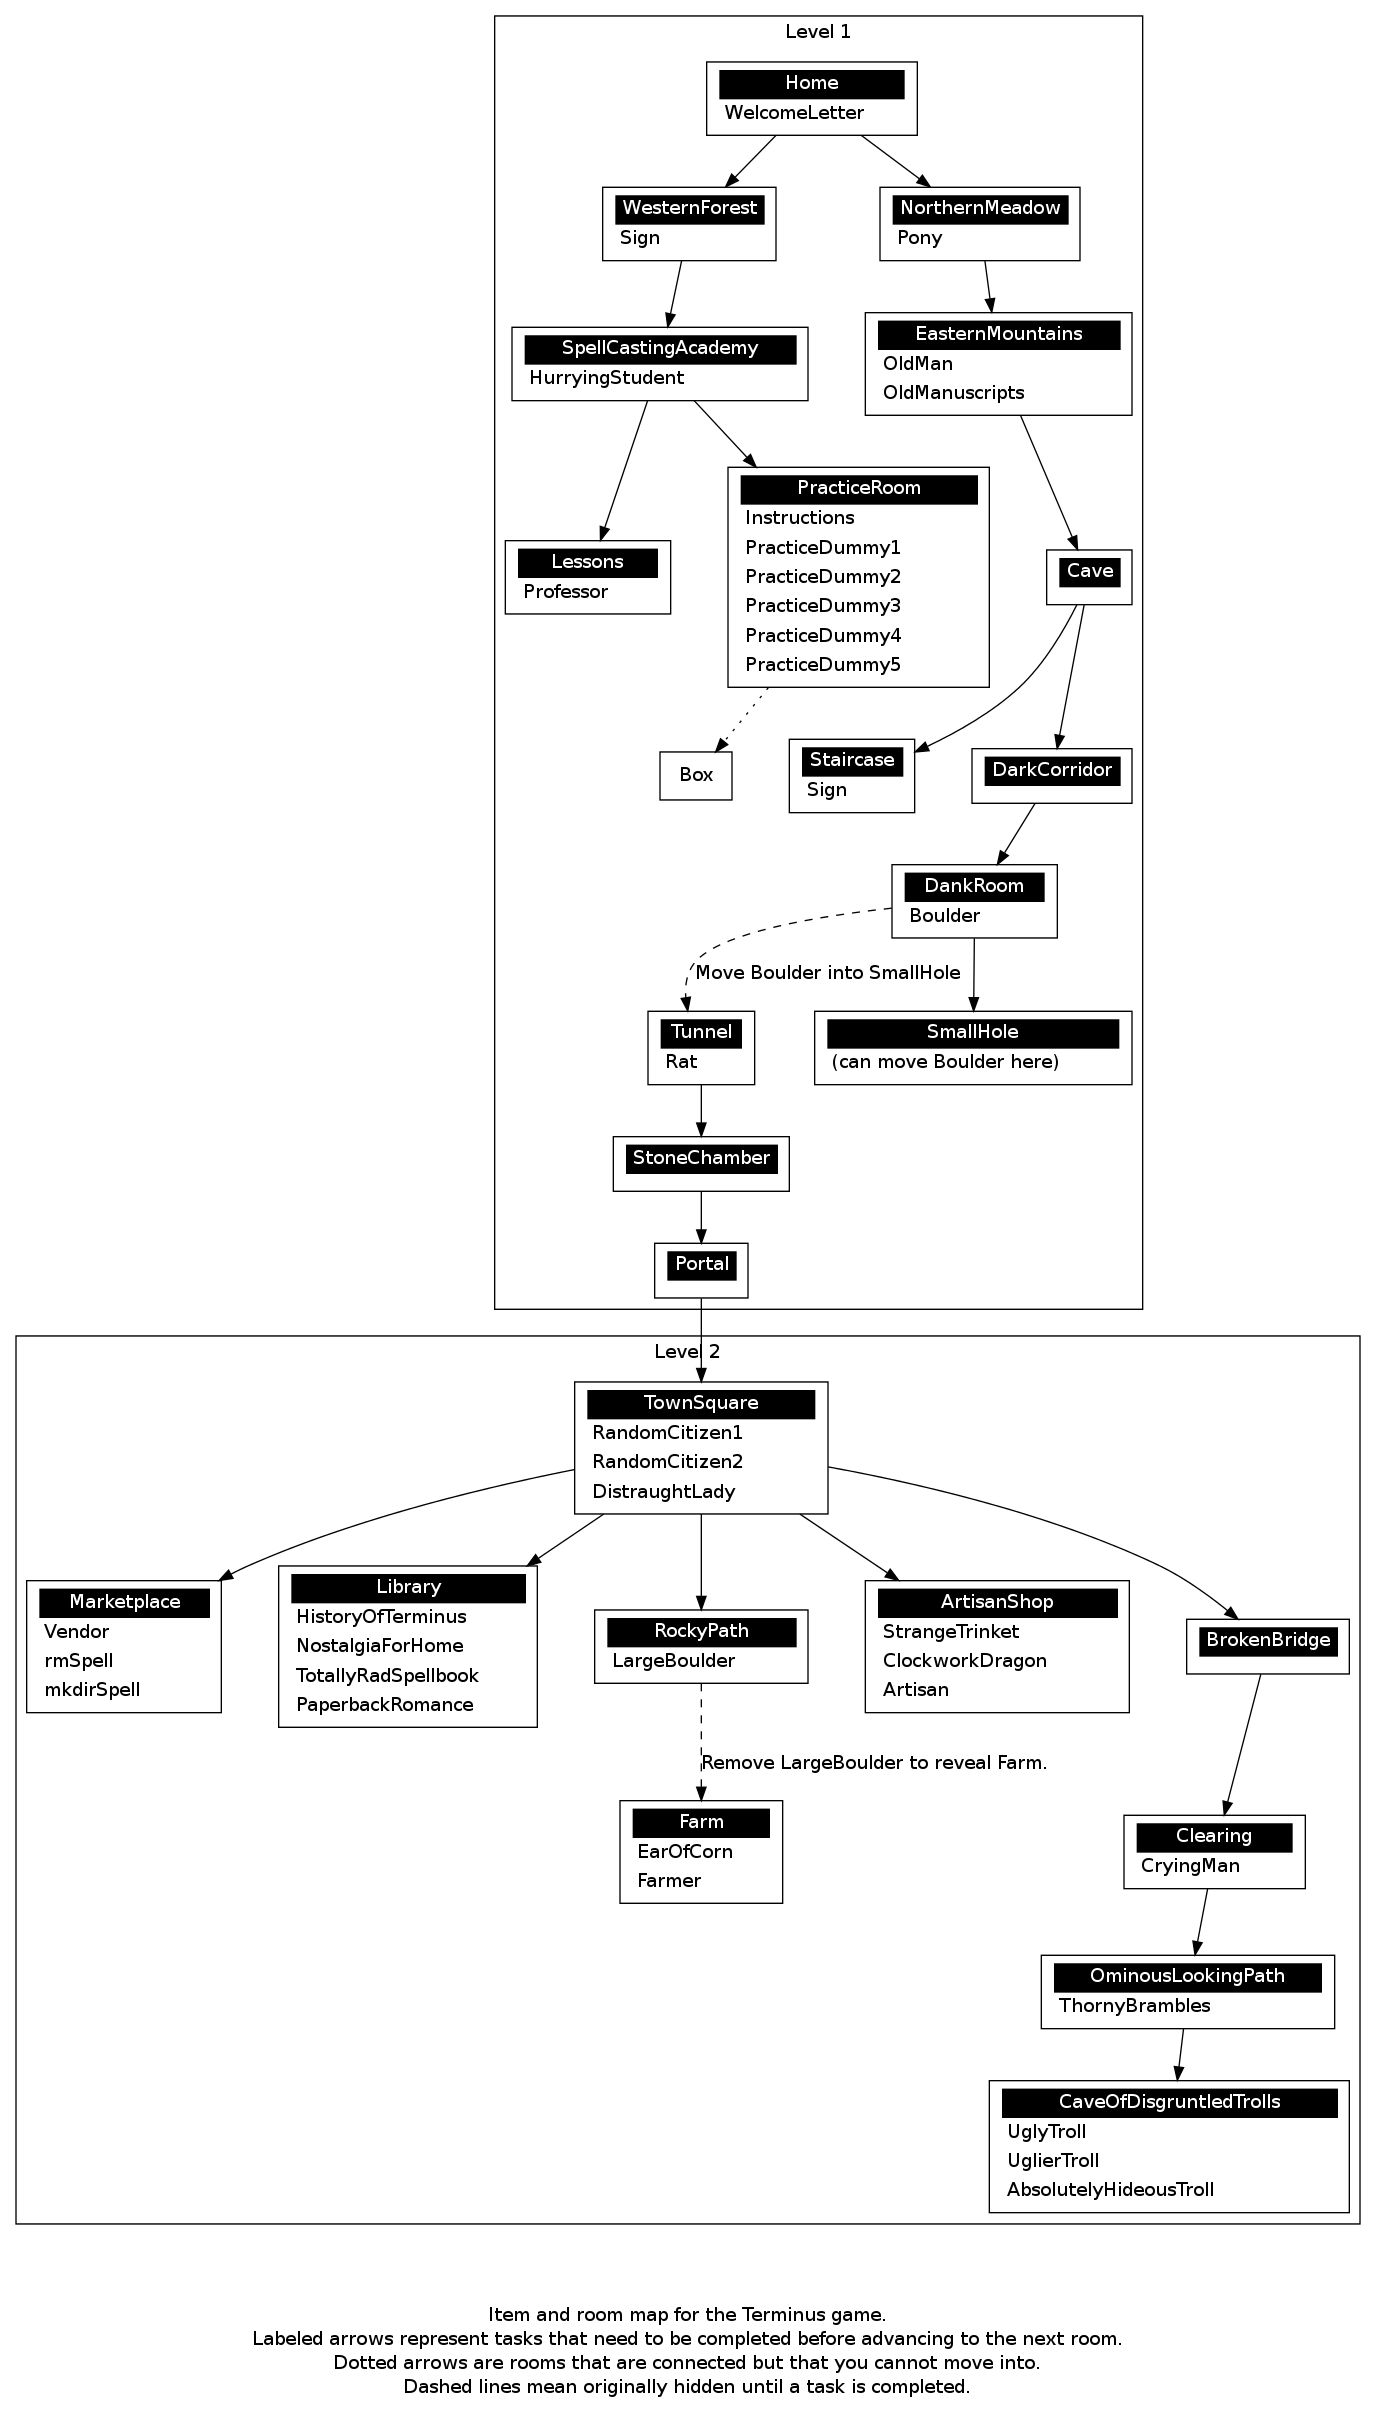 Level 1
Home
WelcomeLetter
WesternForest
Sign
NorthernMeadow
Pony
SpellCastingAcademy
HurryingStudent
EasternMountains
OldMan
OldManuscripts
Lessons
Professor
PracticeRoom
Instructions
PracticeDummy1
PracticeDummy2
PracticeDummy3
PracticeDummy4
PracticeDummy5
Cave
Box
Staircase
Sign
DarkCorridor
DankRoom
Boulder
Move Boulder into SmallHole
Tunnel
Rat
SmallHole
(can move Boulder here)
StoneChamber
Portal
Level 2
TownSquare
RandomCitizen1
RandomCitizen2
DistraughtLady
Marketplace
Vendor
rmSpell
mkdirSpell
Library
HistoryOfTerminus
NostalgiaForHome
TotallyRadSpellbook
PaperbackRomance
RockyPath
LargeBoulder
ArtisanShop
StrangeTrinket
ClockworkDragon
Artisan
BrokenBridge
Remove LargeBoulder to reveal Farm.
Farm
EarOfCorn
Farmer
Clearing
CryingMan
OminousLookingPath
ThornyBrambles
CaveOfDisgruntledTrolls
UglyTroll
UglierTroll
AbsolutelyHideousTroll
Item and room map for the Terminus game.
Labeled arrows represent tasks that need to be completed before advancing to the next room.
Dotted arrows are rooms that are connected but that you cannot move into.
Dashed lines mean originally hidden until a task is completed.